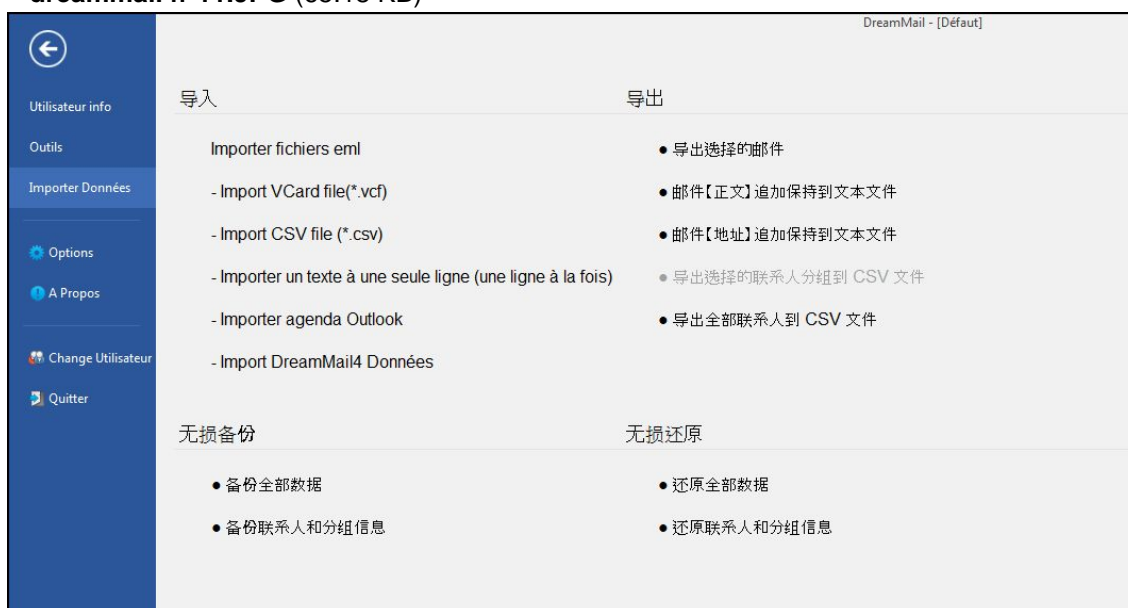 DreamMail - [Défaut]
Utilisateur info
Outils
Importer Données
Options
A Propos
Change Utilisateur
Quitter
导入
Importer fichiers eml
- Import VCard file(*.vcf)
- Import CSV file (*.csv)
- Importer un texte à une seule ligne (une ligne à la fois)
- Importer agenda Outlook
- Import DreamMail4 Données
导出
● 导出选择的邮件
● 邮件【正文】追加保持到文本文件
● 邮件【地址】追加保持到文本文件
● 导出选择的联系人分组到 CSV 文件
● 导出全部联系人到 CSV 文件
无损备份
● 备份全部数据
● 备份联系人和分组信息
无损还原
● 还原全部数据
● 还原联系人和分组信息